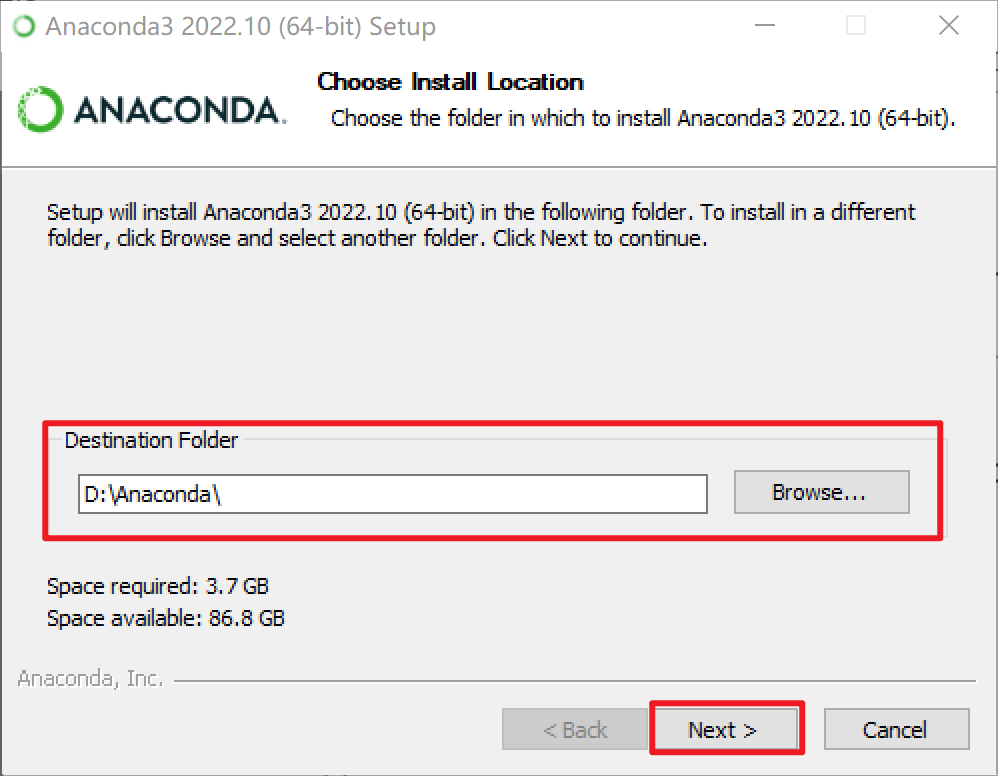 Anaconda3 2022.10 (64-bit) Setup
ANACONDA.
Choose Install Location
Choose the folder in which to install Anaconda3 2022.10 (64-bit).
Setup will install Anaconda3 2022.10 (64-bit) in the following folder. To install in a different
folder, click Browse and select another folder. Click Next to continue.
Destination Folder
D:\Anaconda\
Browse...
Space required: 3.7 GB
Space available: 86.8 GB
Anaconda, Inc.
< Back
Next >
Cancel